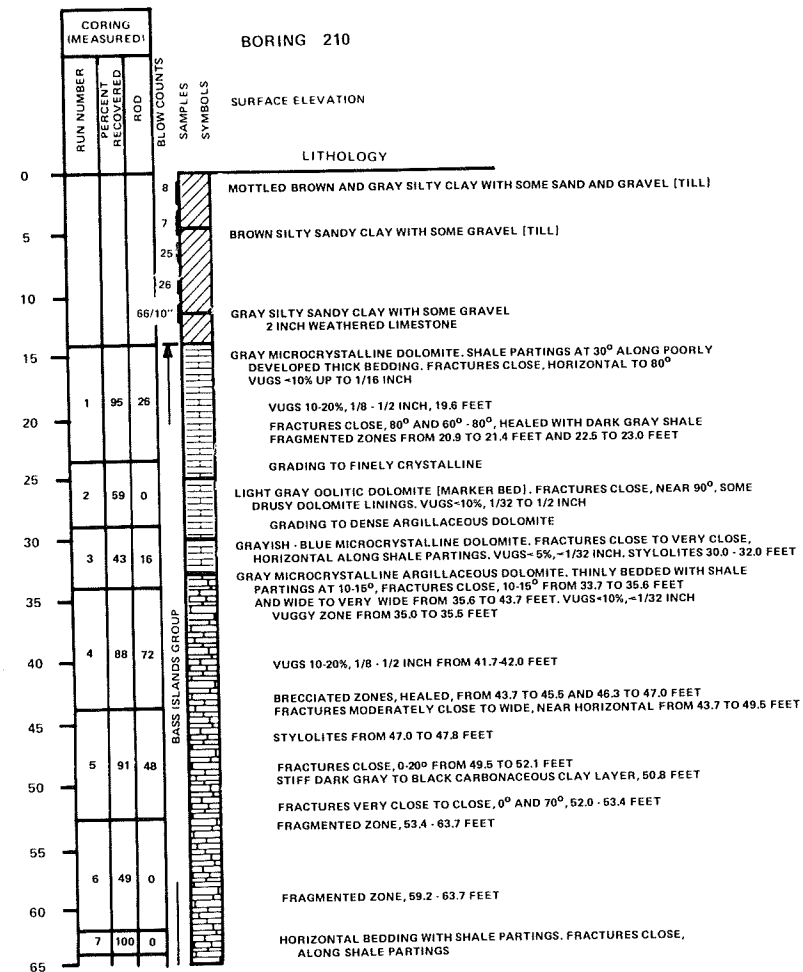 CORING
(MEASURED)
BORING 210
RUN NUMBER
PERCENT
RECOVERED
RQD
BLOW COUNTS
SAMPLES
SYMBOLS
SURFACE ELEVATION
LITHOLOGY
0
8
MOTTLED BROWN AND GRAY SILTY CLAY WITH SOME SAND AND GRAVEL [TILL]
7
5
BROWN SILTY SANDY CLAY WITH SOME GRAVEL [TILL]
25
26
10
66/10"
GRAY SILTY SANDY CLAY WITH SOME GRAVEL
2 INCH WEATHERED LIMESTONE
15
GRAY MICROCRYSTALLINE DOLOMITE. SHALE PARTINGS AT 30° ALONG POORLY
DEVELOPED THICK BEDDING. FRACTURES CLOSE, HORIZONTAL TO 80°
VUGS <10% UP TO 1/16 INCH
1 95 26
VUGS 10-20%, 1/8 - 1/2 INCH, 19.6 FEET
20
FRACTURES CLOSE, 80° AND 60° - 80°, HEALED WITH DARK GRAY SHALE
FRAGMENTED ZONES FROM 20.9 TO 21.4 FEET AND 22.5 TO 23.0 FEET
GRADING TO FINELY CRYSTALLINE
25
2 59 0
LIGHT GRAY OOLITIC DOLOMITE [MARKER BED]. FRACTURES CLOSE, NEAR 90°, SOME
DRUSY DOLOMITE LININGS. VUGS<10%, 1/32 TO 1/2 INCH
GRADING TO DENSE ARGILLACEOUS DOLOMITE
30
3 43 16
GRAYISH - BLUE MICROCRYSTALLINE DOLOMITE. FRACTURES CLOSE TO VERY CLOSE,
HORIZONTAL ALONG SHALE PARTINGS. VUGS< 5%, <1/32 INCH. STYLOLITES 30.0 - 32.0 FEET
GRAY MICROCRYSTALLINE ARGILLACEOUS DOLOMITE. THINLY BEDDED WITH SHALE
PARTINGS AT 10-15°, FRACTURES CLOSE, 10-15° FROM 33.7 TO 35.6 FEET
AND WIDE TO VERY WIDE FROM 35.6 TO 43.7 FEET. VUGS<10%, <1/32 INCH
VUGGY ZONE FROM 35.0 TO 35.5 FEET
35
BASS ISLANDS GROUP
4 88 72
40
VUGS 10-20%, 1/8 - 1/2 INCH FROM 41.7-42.0 FEET
BRECCIATED ZONES, HEALED, FROM 43.7 TO 45.5 AND 46.3 TO 47.0 FEET
FRACTURES MODERATELY CLOSE TO WIDE, NEAR HORIZONTAL FROM 43.7 TO 49.5 FEET
45
STYLOLITES FROM 47.0 TO 47.8 FEET
5 91 48
FRACTURES CLOSE, 0-20° FROM 49.5 TO 52.1 FEET
STIFF DARK GRAY TO BLACK CARBONACEOUS CLAY LAYER, 50.8 FEET
50
FRACTURES VERY CLOSE TO CLOSE, 0° AND 70°, 52.0 - 53.4 FEET
FRAGMENTED ZONE, 53.4 - 63.7 FEET
55
6 49 0
FRAGMENTED ZONE, 59.2 - 63.7 FEET
60
7 100 0
HORIZONTAL BEDDING WITH SHALE PARTINGS. FRACTURES CLOSE,
ALONG SHALE PARTINGS
65